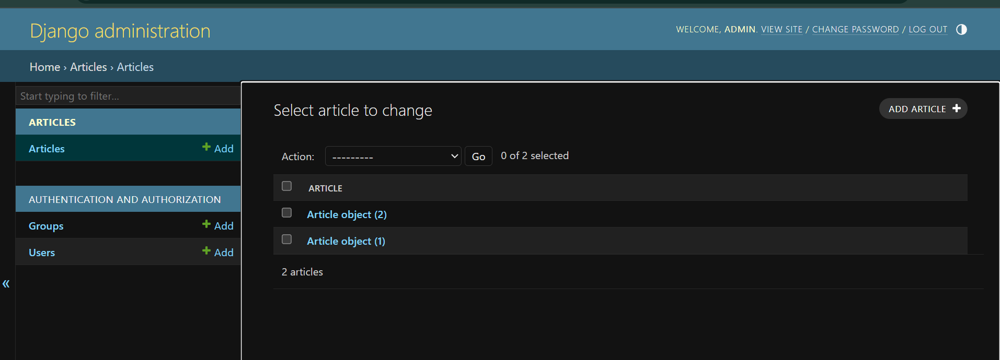 Django administration
WELCOME, ADMIN. VIEW SITE / CHANGE PASSWORD / LOG OUT
Home › Articles › Articles
Start typing to filter...
ARTICLES
Articles + Add
AUTHENTICATION AND AUTHORIZATION
Groups + Add
Users + Add
«
Select article to change
ADD ARTICLE +
Action: --------- Go 0 of 2 selected
ARTICLE
Article object (2)
Article object (1)
2 articles